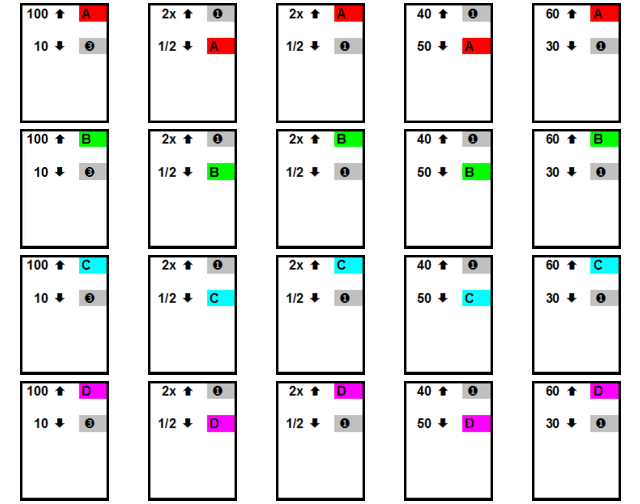 100 ⬆ A 2x ⬆ ❶ 2x ⬆ A 40 ⬆ ❶ 60 ⬆ A
10 ⬇ ❸ 1/2 ⬇ A 1/2 ⬇ ❶ 50 ⬇ A 30 ⬇ ❶
100 ⬆ B 2x ⬆ ❶ 2x ⬆ B 40 ⬆ ❶ 60 ⬆ B
10 ⬇ ❸ 1/2 ⬇ B 1/2 ⬇ ❶ 50 ⬇ B 30 ⬇ ❶
100 ⬆ C 2x ⬆ ❶ 2x ⬆ C 40 ⬆ ❶ 60 ⬆ C
10 ⬇ ❸ 1/2 ⬇ C 1/2 ⬇ ❶ 50 ⬇ C 30 ⬇ ❶
100 ⬆ D 2x ⬆ ❶ 2x ⬆ D 40 ⬆ ❶ 60 ⬆ D
10 ⬇ ❸ 1/2 ⬇ D 1/2 ⬇ ❶ 50 ⬇ D 30 ⬇ ❶